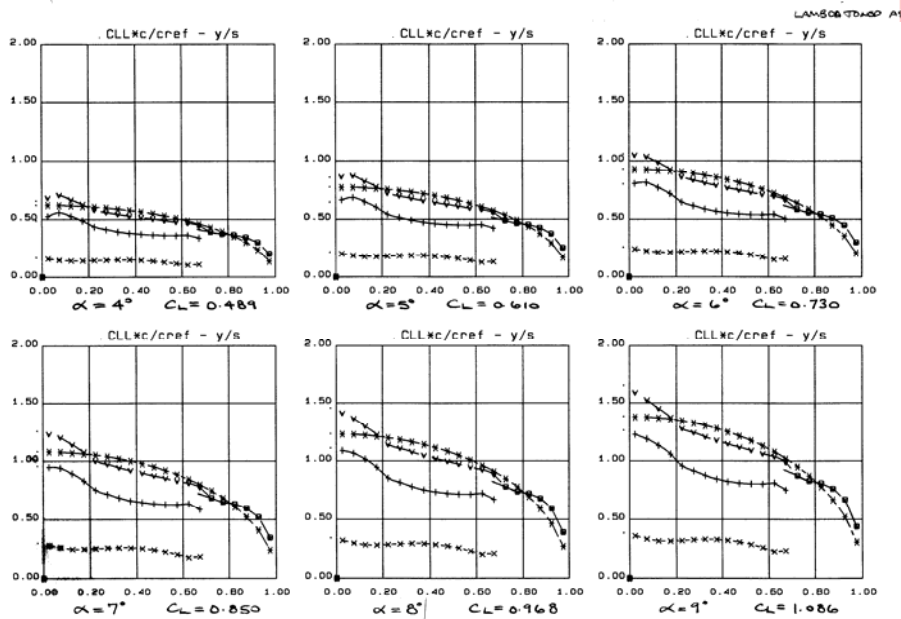 LAMBDA TONED
CLL*c/cref - y/s
CLL*c/cref - y/s
CLL*c/cref - y/s
2.00 2.00 2.00
1.50 1.50 1.50
1.00 1.00 1.00
0.50 0.50 0.50
0.00 0.00 0.00
0.00 0.20 0.40 0.60 0.80 1.00 0.00 0.20 0.40 0.60 0.80 1.00 0.00 0.20 0.40 0.60 0.80 1.00
α = 4° CL = 0.489
α = 5° CL = 0.610
α = 6° CL = 0.730
CLL*c/cref - y/s
CLL*c/cref - y/s
CLL*c/cref - y/s
2.00 2.00 2.00
1.50 1.50 1.50
1.00 1.00 1.00
0.50 0.50 0.50
0.00 0.00 0.00
0.00 0.20 0.40 0.60 0.80 1.00 0.00 0.20 0.40 0.60 0.80 1.00 0.00 0.20 0.40 0.60 0.80 1.00
α = 7° CL = 0.850
α = 8° CL = 0.968
α = 9° CL = 1.086